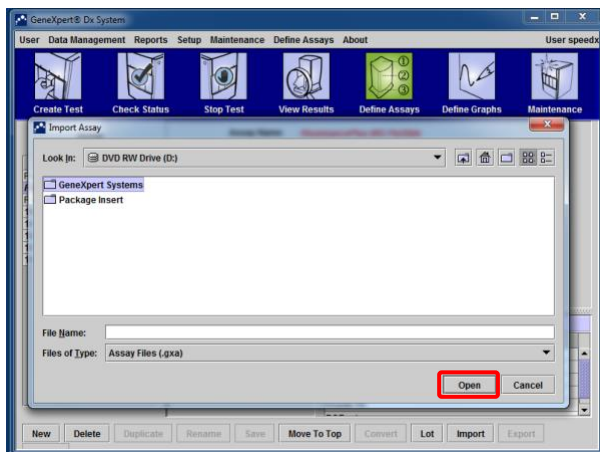 GeneXpert® Dx System
User Data Management Reports Setup Maintenance Define Assays About User speedx
Create Test Check Status Stop Test View Results Define Assays Define Graphs Maintenance
Import Assay
Look In: DVD RW Drive (D:)
GeneXpert Systems
Package Insert
File Name:
Files of Type: Assay Files (.gxa)
Open Cancel
New Delete Duplicate Rename Save Move To Top Convert Lot Import Export